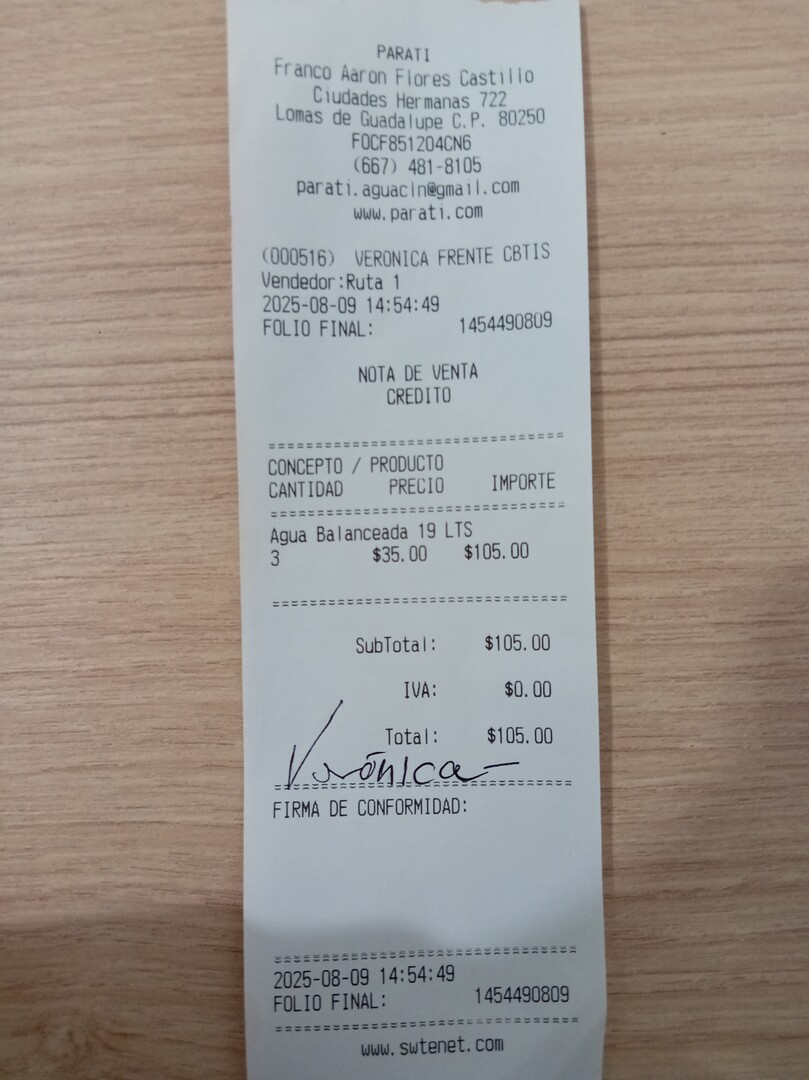 PARATI
Franco Aaron Flores Castillo
Ciudades Hermanas 722
Lomas de Guadalupe C.P. 80250
FOCF851204CN6
(667) 481-8105
parati.aguacln@gmail.com
www.parati.com
(000516) VERONICA FRENTE CBTIS
Vendedor:Ruta 1
2025-08-09 14:54:49
FOLIO FINAL: 1454490809
NOTA DE VENTA
CREDITO
CONCEPTO / PRODUCTO
CANTIDAD PRECIO IMPORTE
Agua Balanceada 19 LTS
3 $35.00 $105.00
SubTotal: $105.00
IVA: $0.00
Total: $105.00
Verónica
FIRMA DE CONFORMIDAD:
2025-08-09 14:54:49
FOLIO FINAL: 1454490809
www.swtenet.com